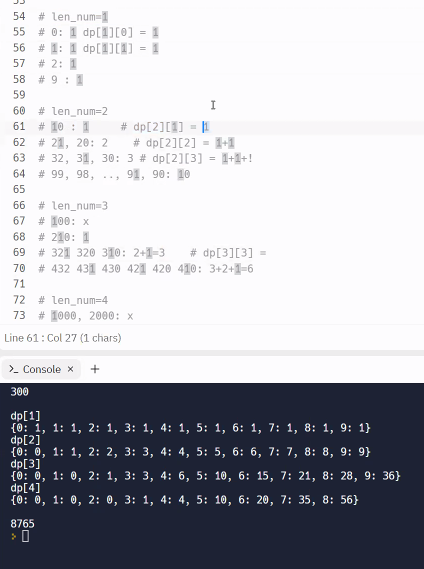 54 # len_num=1
55 # 0: 1 dp[1][0] = 1
56 # 1: 1 dp[1][1] = 1
57 # 2: 1
58 # 9 : 1
59
60 # len_num=2
61 # 10 : 1 # dp[2][1] = 1
62 # 21, 20: 2 # dp[2][2] = 1+1
63 # 32, 31, 30: 3 # dp[2][3] = 1+1+!
64 # 99, 98, .., 91, 90: 10
65
66 # len_num=3
67 # 100: x
68 # 210: 1
69 # 321 320 310: 2+1=3 # dp[3][3] =
70 # 432 431 430 421 420 410: 3+2+1=6
71
72 # len_num=4
73 # 1000, 2000: x
Line 61 : Col 27 (1 chars)
>_ Console × +
300
dp[1]
{0: 1, 1: 1, 2: 1, 3: 1, 4: 1, 5: 1, 6: 1, 7: 1, 8: 1, 9: 1}
dp[2]
{0: 0, 1: 1, 2: 2, 3: 3, 4: 4, 5: 5, 6: 6, 7: 7, 8: 8, 9: 9}
dp[3]
{0: 0, 1: 0, 2: 1, 3: 3, 4: 6, 5: 10, 6: 15, 7: 21, 8: 28, 9: 36}
dp[4]
{0: 0, 1: 0, 2: 0, 3: 1, 4: 4, 5: 10, 6: 20, 7: 35, 8: 56}
8765
>